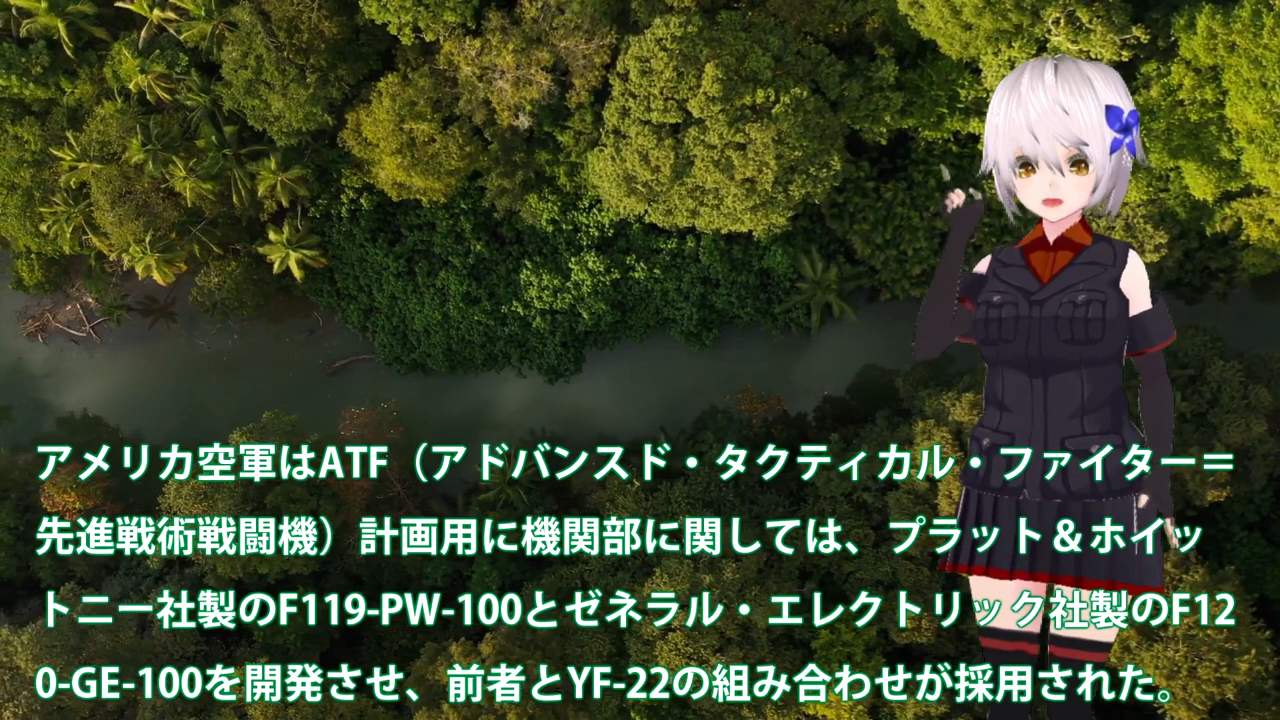 アメリカ空軍はATF（アドバンスド・タクティカル・ファイター＝
先進戦術戦闘機）計画用に機関部に関しては、プラット＆ホイッ
トニー社製のF119-PW-100とゼネラル・エレクトリック社製のF12
0-GE-100を開発させ、前者とYF-22の組み合わせが採用された。